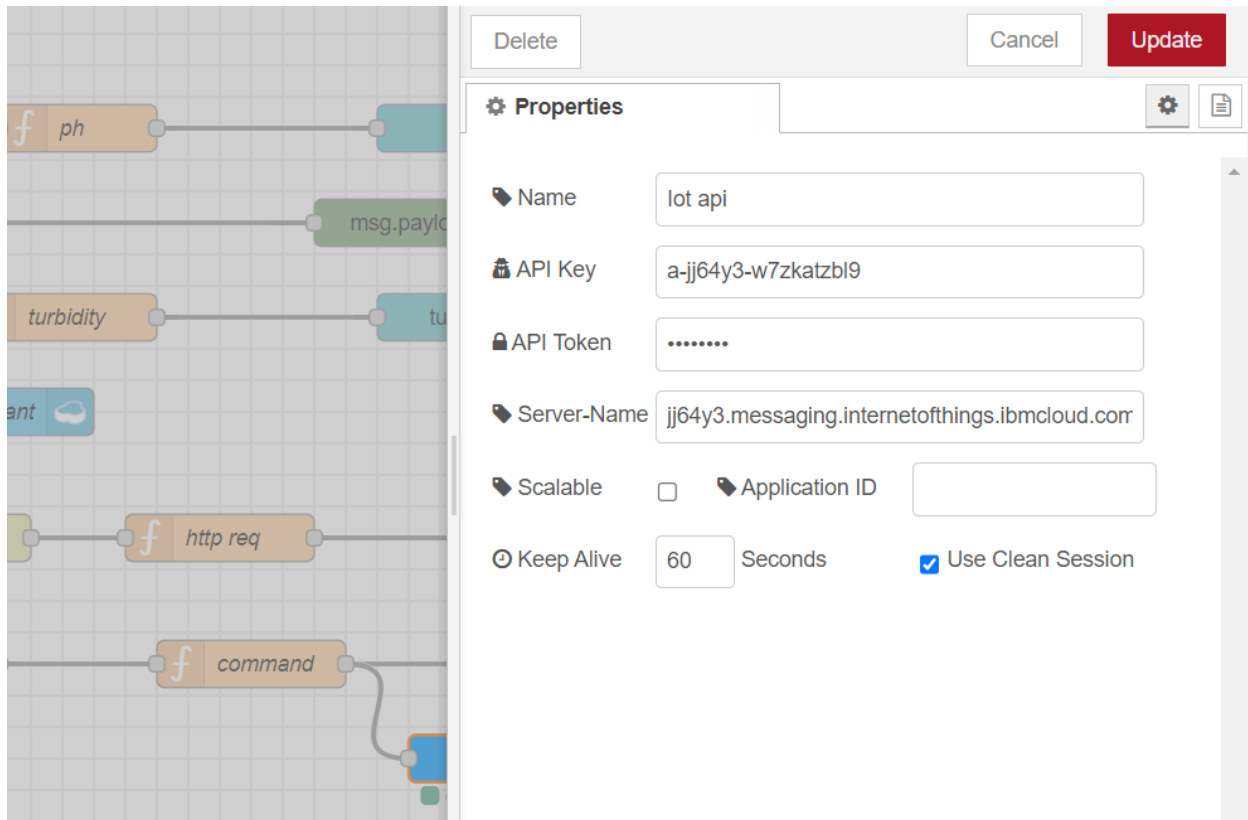 Delete
Cancel
Update
Properties
ph
Name
Iot api
msg.paylo
API Key
a-jj64y3-w7zkatzbl9
turbidity
tu
API Token
••••••••
ant
Server-Name
jj64y3.messaging.internetofthings.ibmcloud.com
Scalable
Application ID
http req
Keep Alive
60
Seconds
Use Clean Session
command